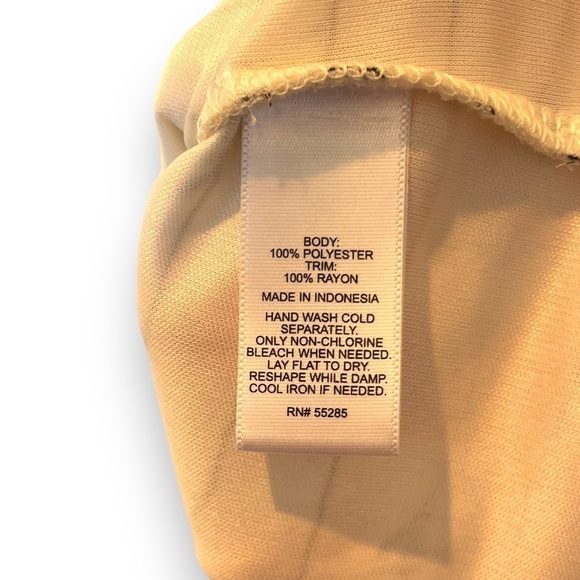 BODY:
100% POLYESTER
TRIM:
100% RAYON
MADE IN INDONESIA
HAND WASH COLD
SEPARATELY.
ONLY NON-CHLORINE
BLEACH WHEN NEEDED.
LAY FLAT TO DRY.
RESHAPE WHILE DAMP.
COOL IRON IF NEEDED.
RN# 55285